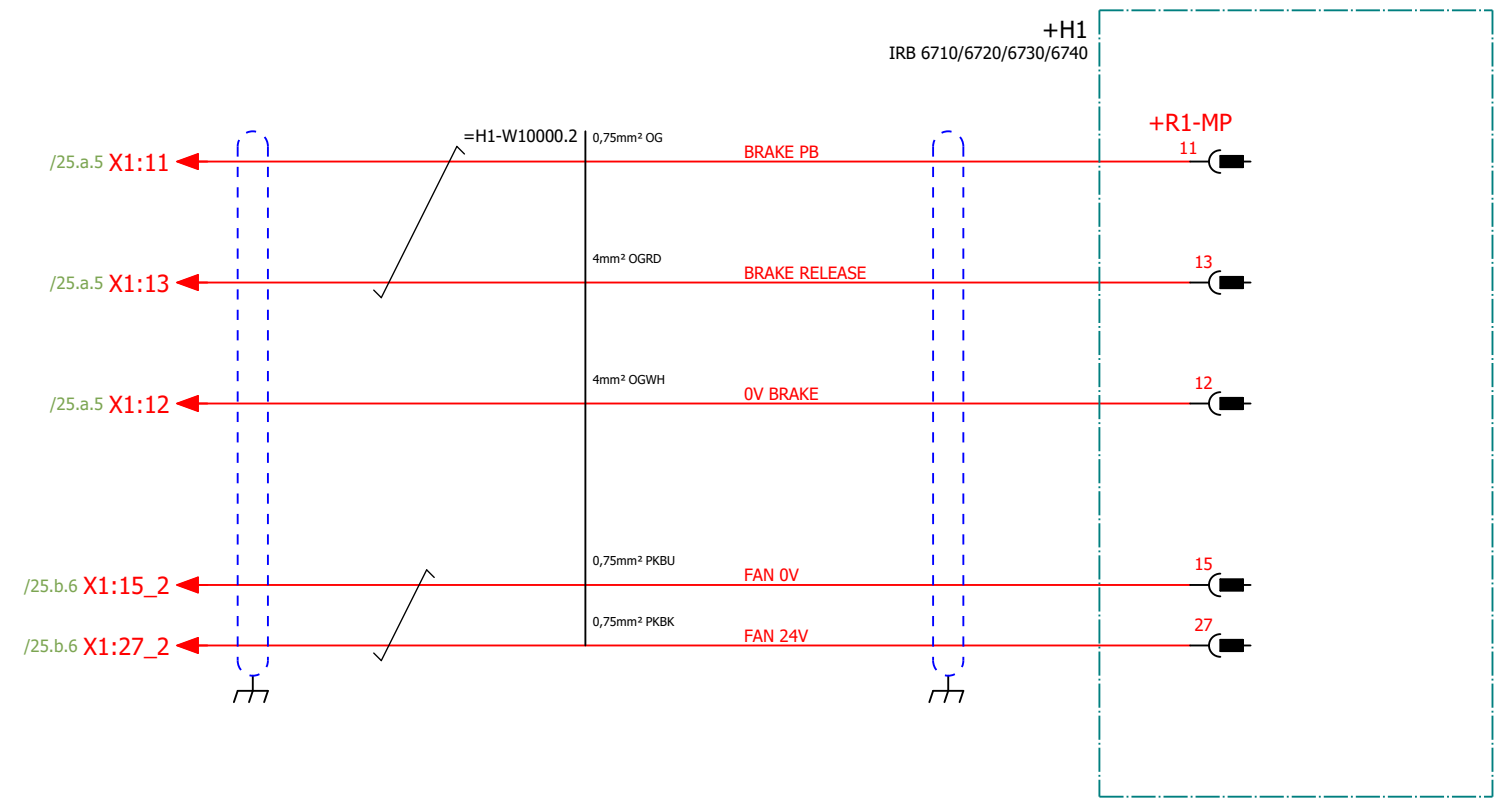 +H1
IRB 6710/6720/6730/6740
+R1-MP
=H1-W10000.2 0,75mm² OG
/25.a.5 X1:11 BRAKE PB 11
4mm² OGRD
/25.a.5 X1:13 BRAKE RELEASE 13
4mm² OGWH
/25.a.5 X1:12 0V BRAKE 12
0,75mm² PKBU
/25.b.6 X1:15_2 FAN 0V 15
0,75mm² PKBK
/25.b.6 X1:27_2 FAN 24V 27